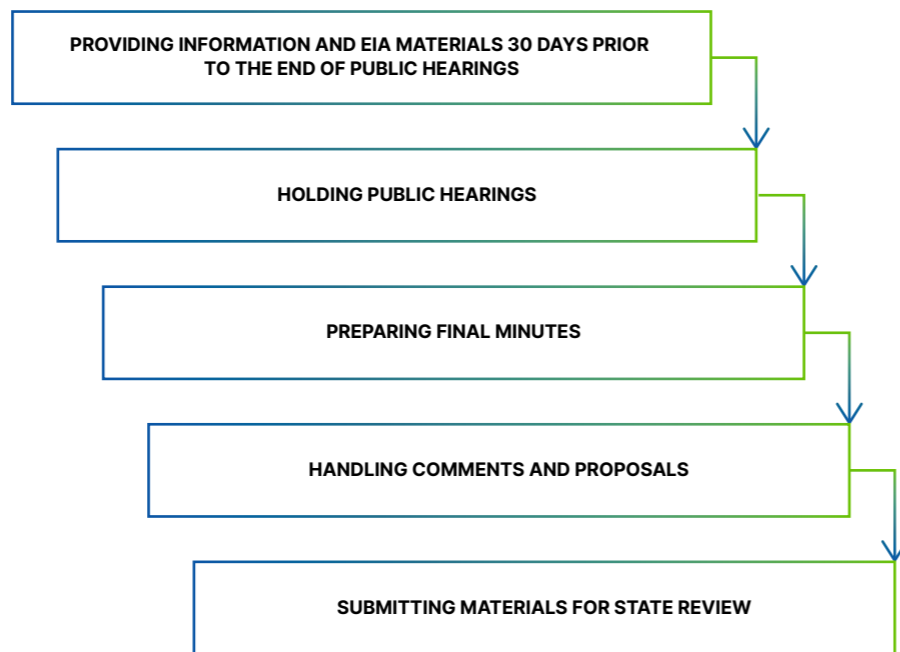 PROVIDING INFORMATION AND EIA MATERIALS 30 DAYS PRIOR
TO THE END OF PUBLIC HEARINGS
HOLDING PUBLIC HEARINGS
PREPARING FINAL MINUTES
HANDLING COMMENTS AND PROPOSALS
SUBMITTING MATERIALS FOR STATE REVIEW